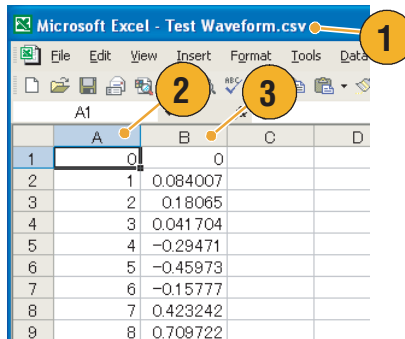 Microsoft Excel - Test Waveform.csv
1
File Edit View Insert Format Tools Data
ABC
2
3
A1
A B C D
1 0 0
2 1 0.084007
3 2 0.18065
4 3 0.041704
5 4 -0.29471
6 5 -0.45973
7 6 -0.15777
8 7 0.423242
9 8 0.709722